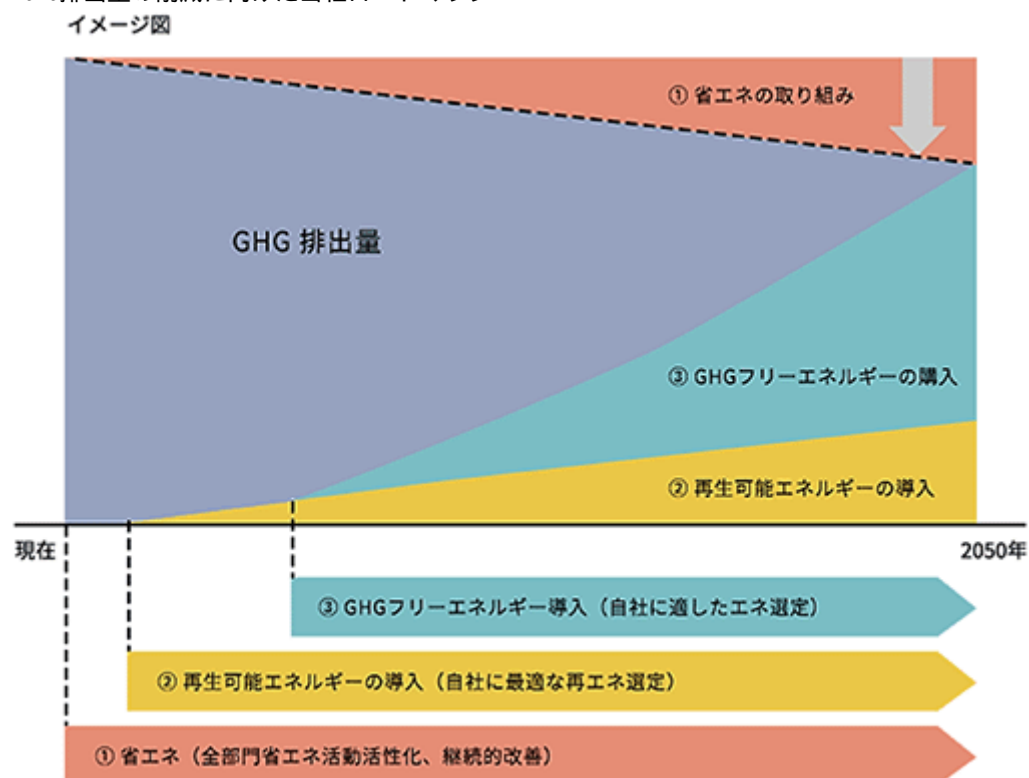 イメージ図
① 省エネの取り組み
GHG 排出量
③ GHGフリーエネルギーの購入
② 再生可能エネルギーの導入
現在
2050年
③ GHGフリーエネルギー導入（自社に適したエネ選定）
② 再生可能エネルギーの導入（自社に最適な再エネ選定）
① 省エネ（全部門省エネ活動活性化、継続的改善）